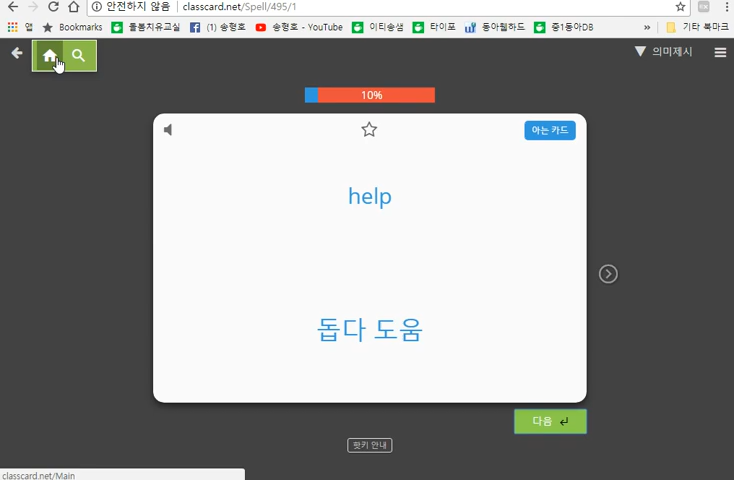 안전하지 않음 | classcard.net/Spell/495/1
앱 Bookmarks 돌봄치유교실 (1) 송형호 송형호 - YouTube 이티송샘 타이포 동아웹하드 중1동아DB » 기타 북마크
▼ 의미제시
10%
아는 카드
help
돕다 도움
다음
핫키 안내
classcard.net/Main